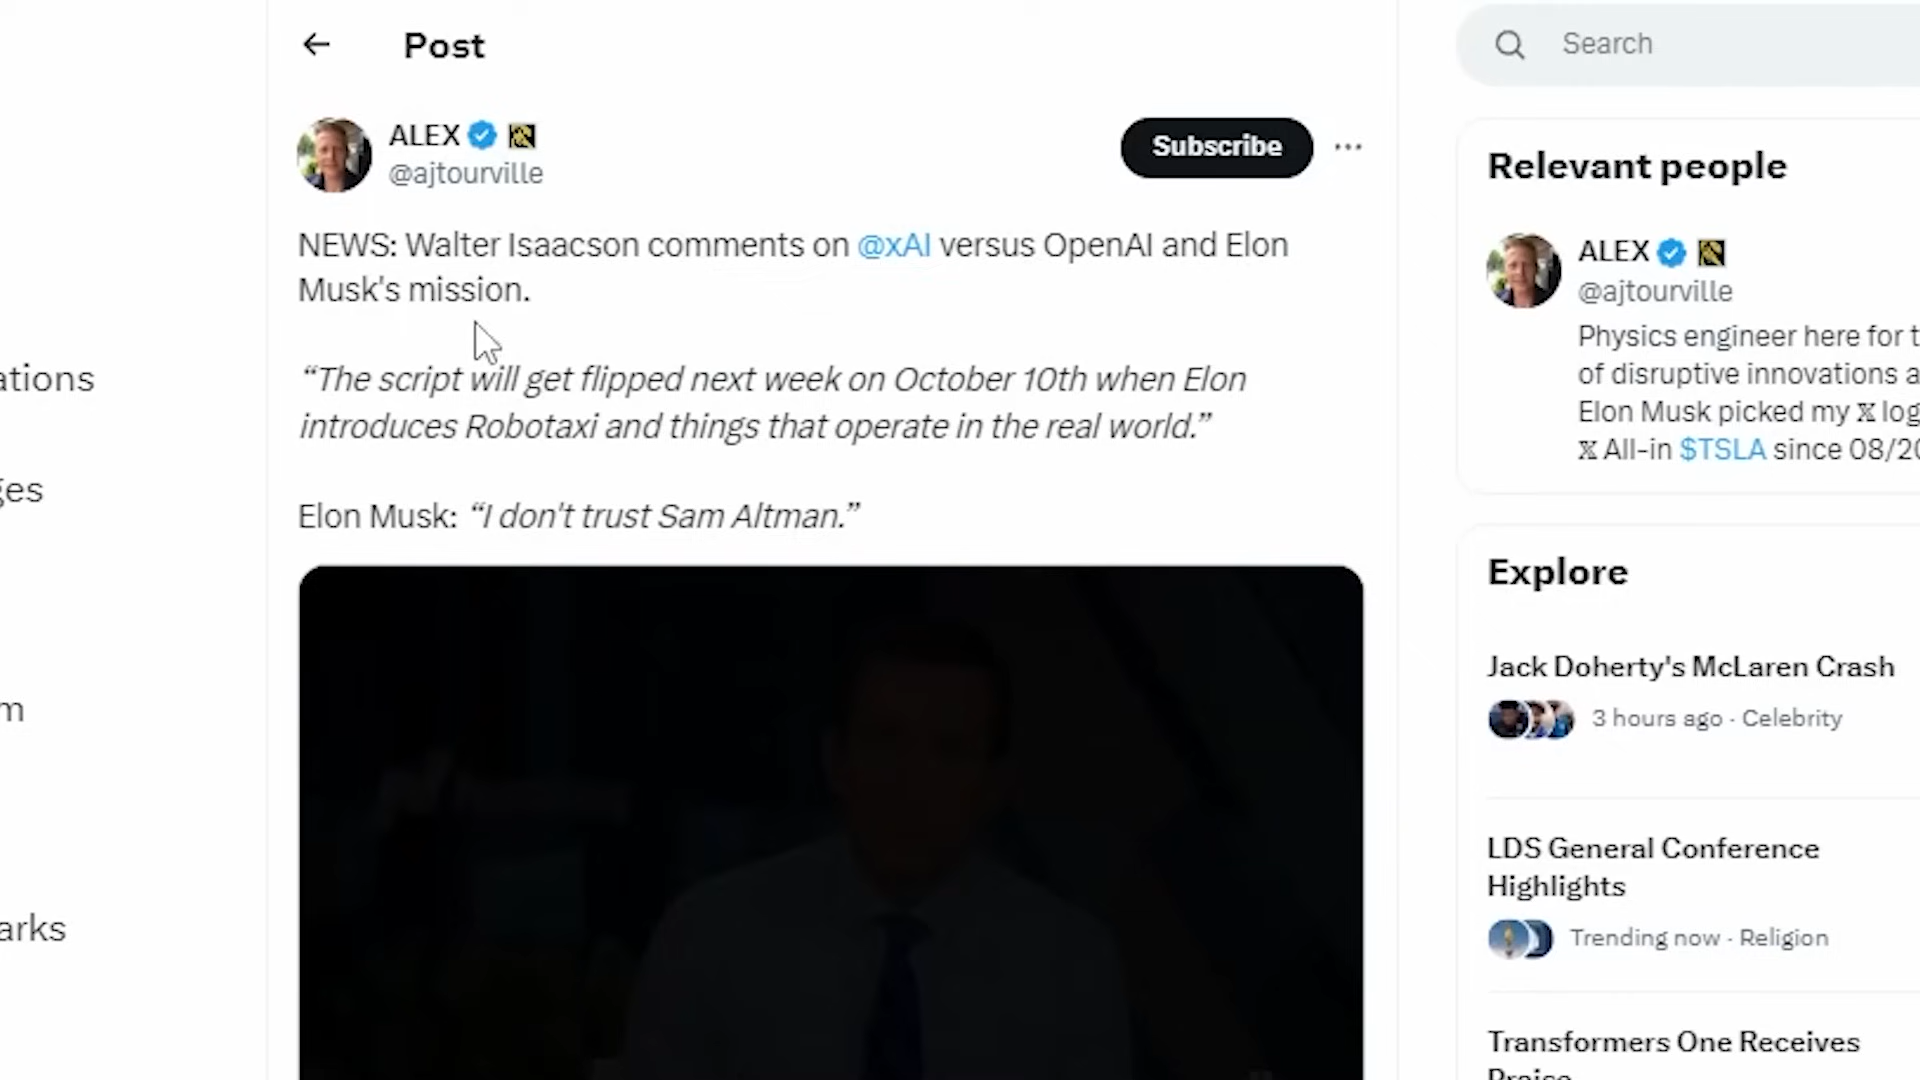 Post
ALEX
@ajtourville
Subscribe
NEWS: Walter Isaacson comments on @xAI versus OpenAI and Elon
Musk's mission.
“The script will get flipped next week on October 10th when Elon
introduces Robotaxi and things that operate in the real world.”
Elon Musk: “I don't trust Sam Altman.”
ations
ges
m
arks
Search
Relevant people
ALEX
@ajtourville
Physics engineer here for t
of disruptive innovations a
Elon Musk picked my 𝕏 log
𝕏 All-in $TSLA since 08/20
Explore
Jack Doherty's McLaren Crash
3 hours ago · Celebrity
LDS General Conference
Highlights
Trending now · Religion
Transformers One Receives
Praise